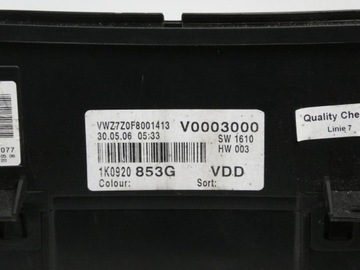 VWZ7Z0F8001413 V0003000
30.05.06 05:33 SW 1610
HW 003
1K0920 853G VDD
Colour: Sort:
077
Quality Che
Linie 7